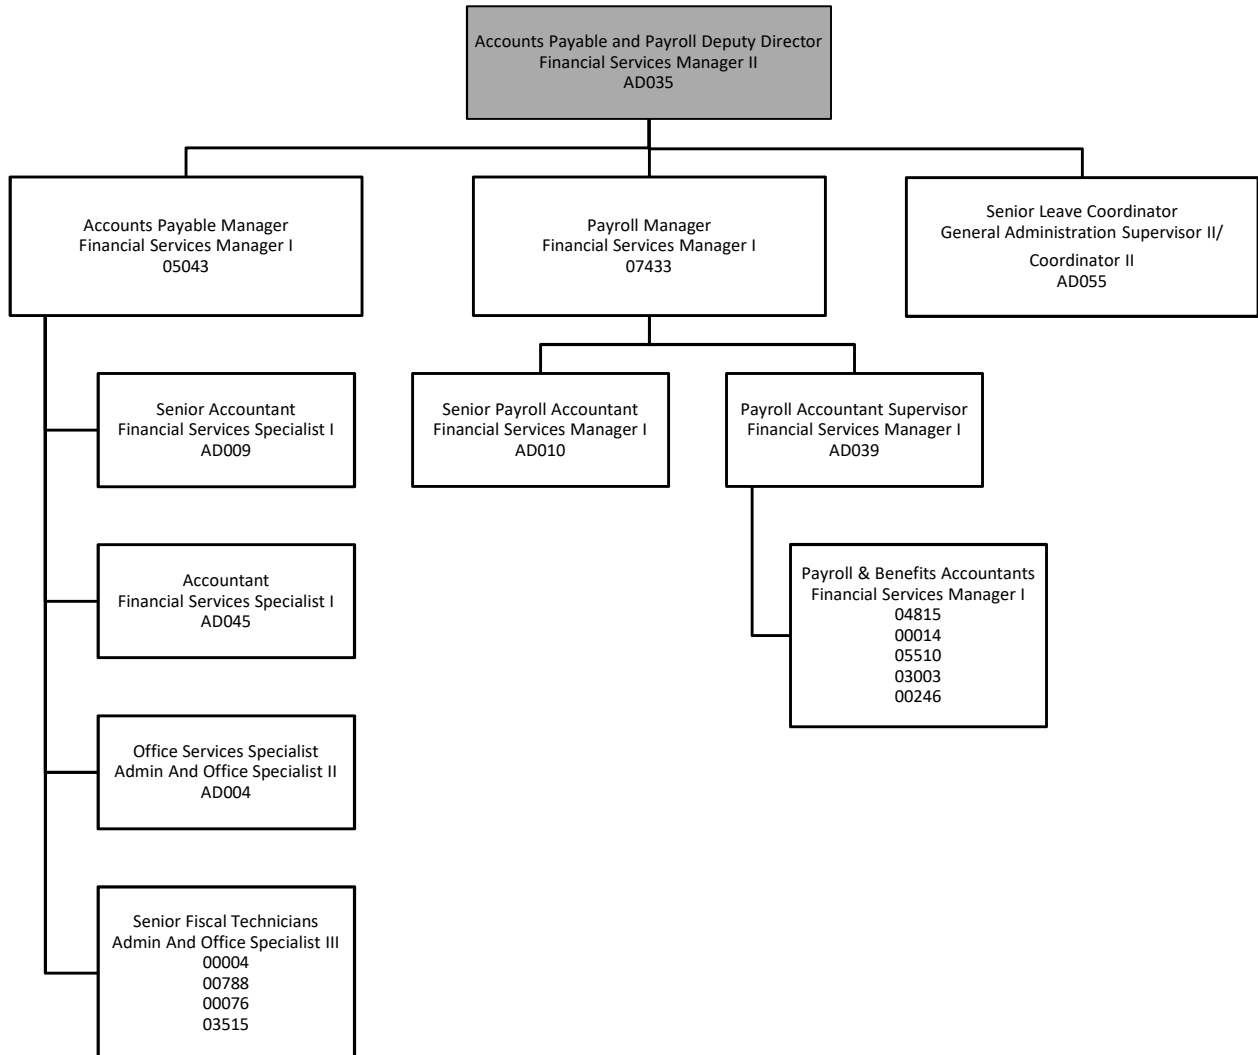 Accounts Payable and Payroll Deputy Director
Financial Services Manager II
AD035
Accounts Payable Manager
Financial Services Manager I
05043
Payroll Manager
Financial Services Manager I
07433
Senior Leave Coordinator
General Administration Supervisor II/
Coordinator II
AD055
Senior Accountant
Financial Services Specialist I
AD009
Senior Payroll Accountant
Financial Services Manager I
AD010
Payroll Accountant Supervisor
Financial Services Manager I
AD039
Accountant
Financial Services Specialist I
AD045
Payroll & Benefits Accountants
Financial Services Manager I
04815
00014
05510
03003
00246
Office Services Specialist
Admin And Office Specialist II
AD004
Senior Fiscal Technicians
Admin And Office Specialist III
00004
00788
00076
03515